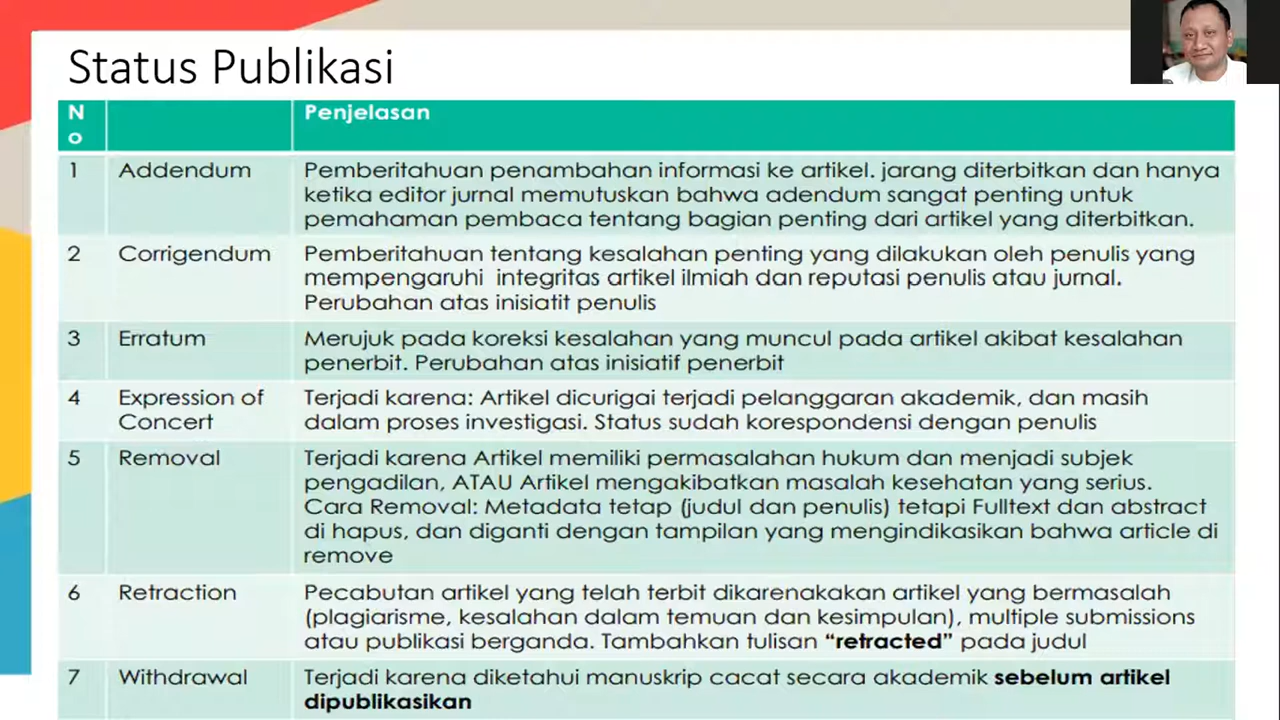 Status Publikasi
N
o
Penjelasan
1
Addendum
Pemberitahuan penambahan informasi ke artikel. jarang diterbitkan dan hanya
ketika editor jurnal memutuskan bahwa adendum sangat penting untuk
pemahaman pembaca tentang bagian penting dari artikel yang diterbitkan.
2
Corrigendum
Pemberitahuan tentang kesalahan penting yang dilakukan oleh penulis yang
mempengaruhi  integritas artikel ilmiah dan reputasi penulis atau jurnal.
Perubahan atas inisiatit penulis
3
Erratum
Merujuk pada koreksi kesalahan yang muncul pada artikel akibat kesalahan
penerbit. Perubahan atas inisiatif penerbit
4
Expression of
Concert
Terjadi karena: Artikel dicurigai terjadi pelanggaran akademik, dan masih
dalam proses investigasi. Status sudah korespondensi dengan penulis
5
Removal
Terjadi karena Artikel memiliki permasalahan hukum dan menjadi subjek
pengadilan, ATAU Artikel mengakibatkan masalah kesehatan yang serius.
Cara Removal: Metadata tetap (judul dan penulis) tetapi Fulltext dan abstract
di hapus, dan diganti dengan tampilan yang mengindikasikan bahwa article di
remove
6
Retraction
Pecabutan artikel yang telah terbit dikarenakakan artikel yang bermasalah
(plagiarisme, kesalahan dalam temuan dan kesimpulan), multiple submissions
atau publikasi berganda. Tambahkan tulisan “retracted” pada judul
7
Withdrawal
Terjadi karena diketahui manuskrip cacat secara akademik sebelum artikel
dipublikasikan